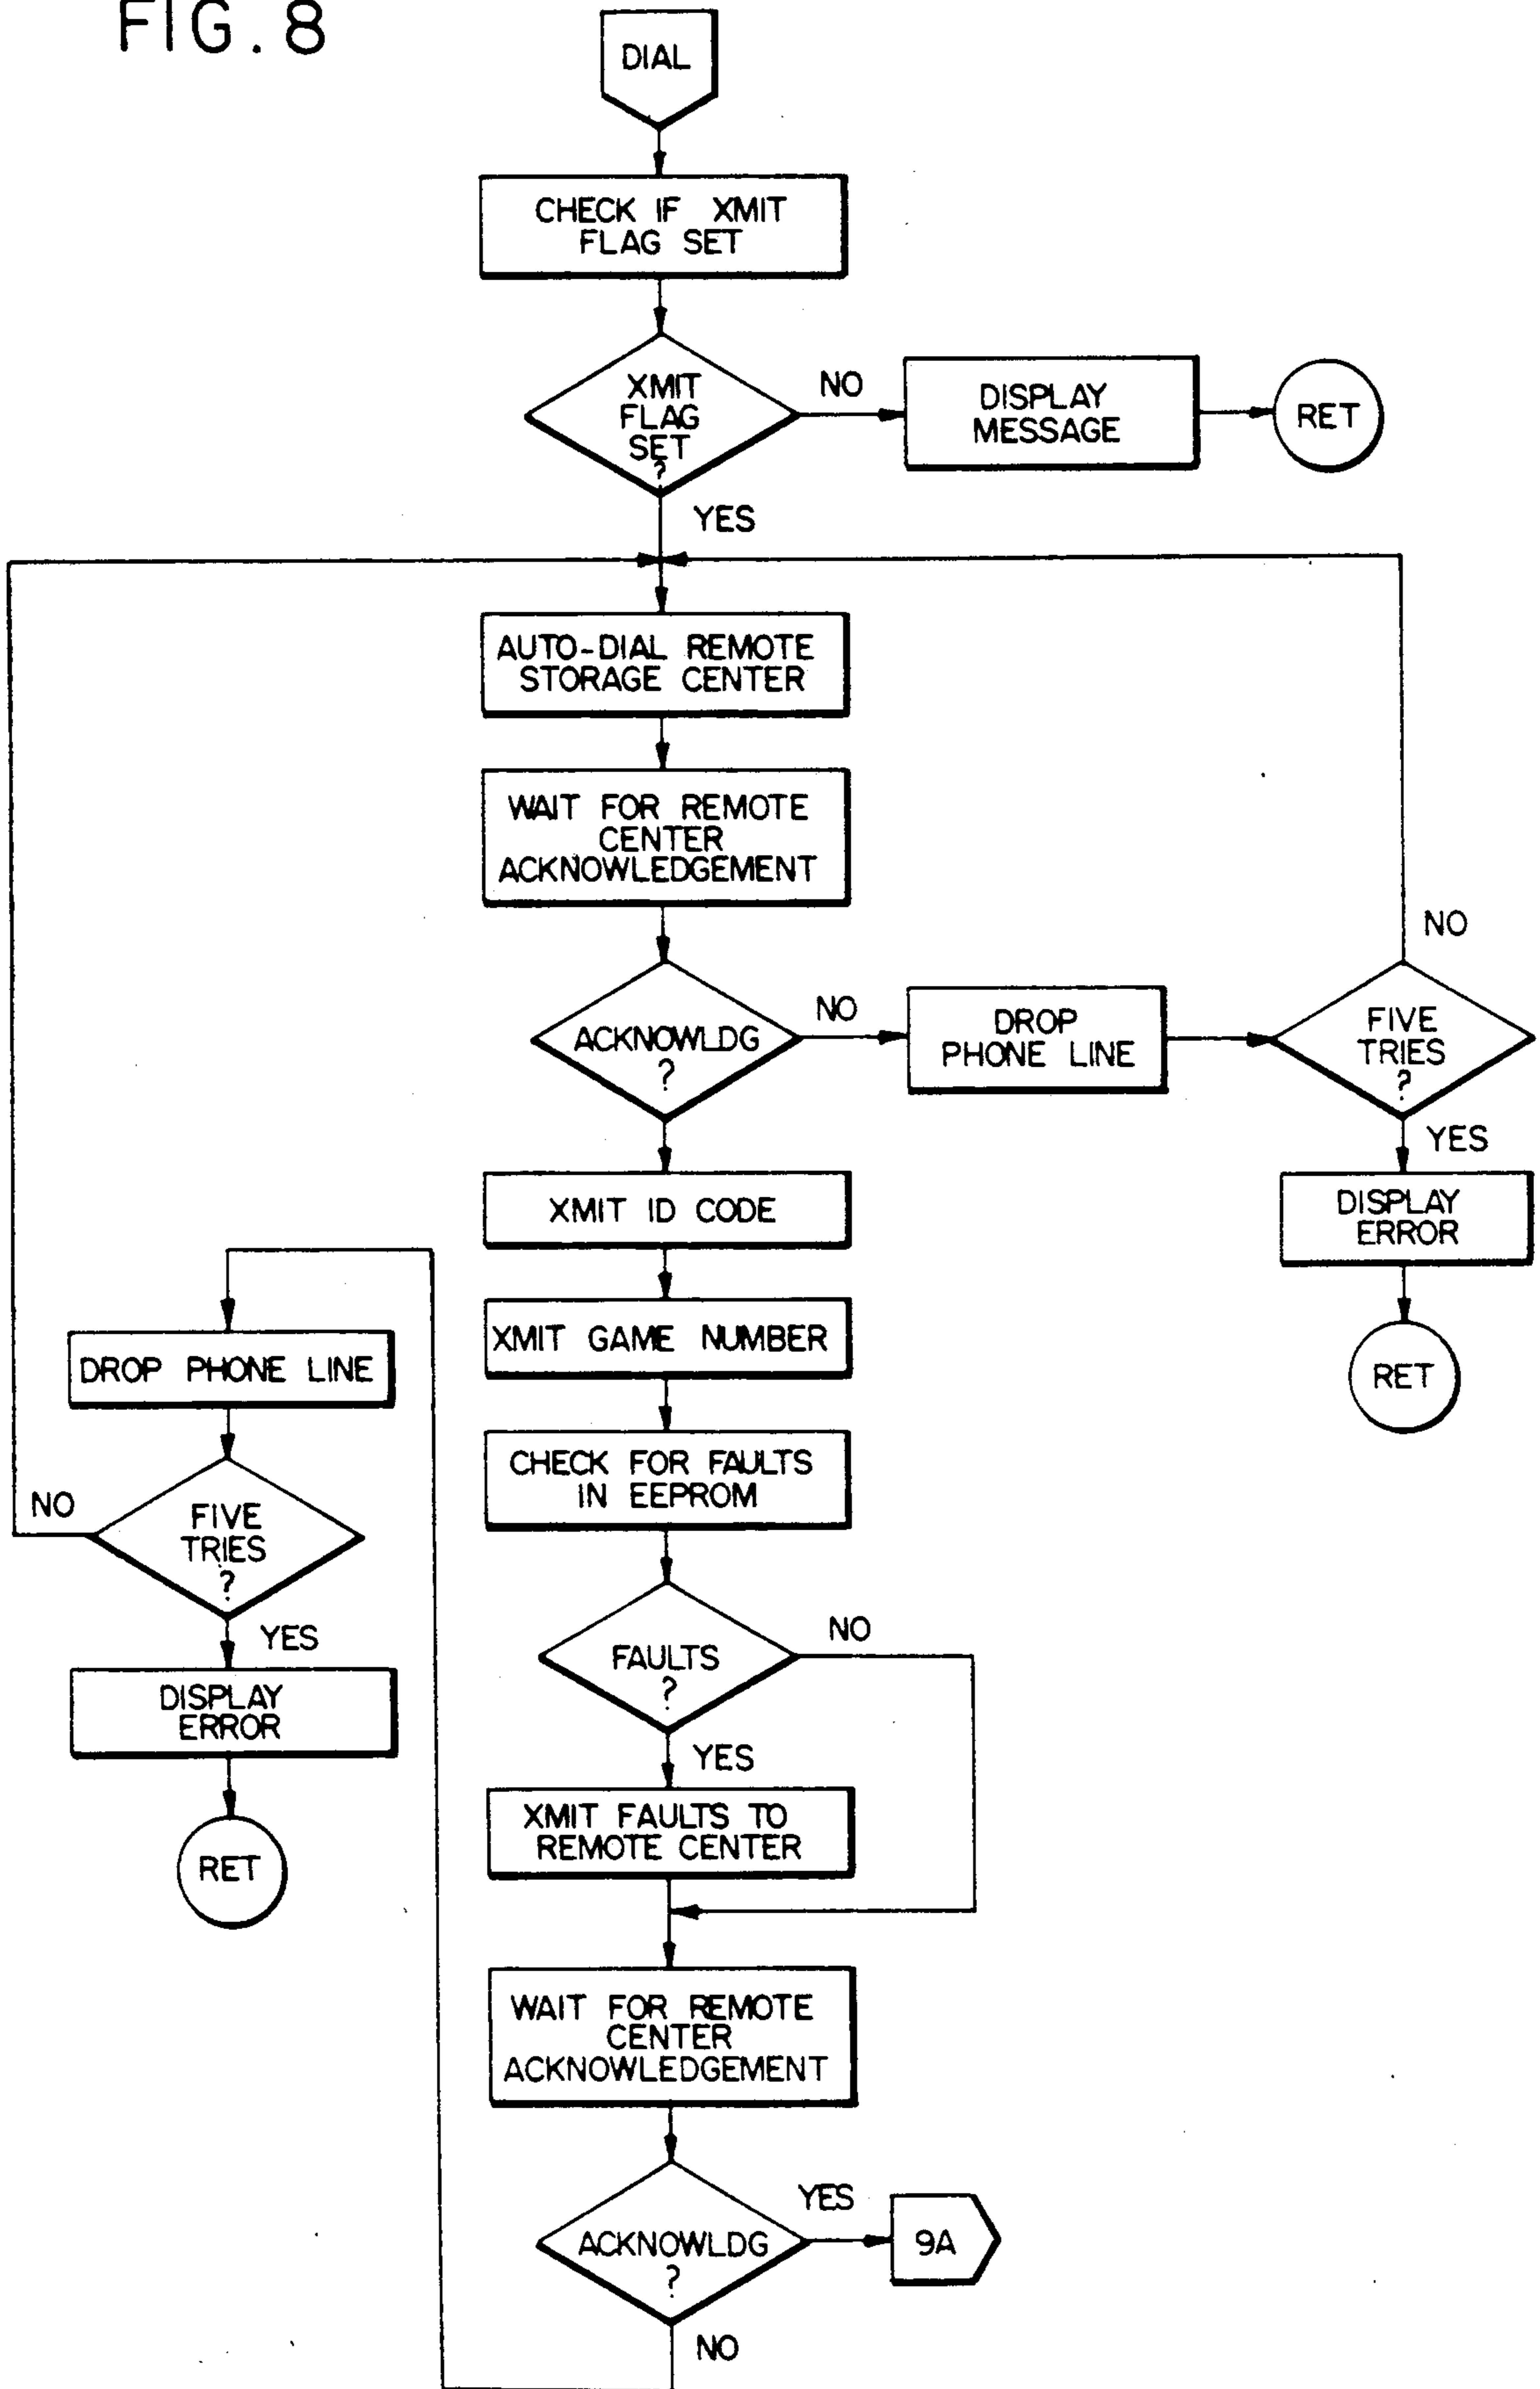 FIG. 8
DIAL
CHECK IF XMIT
FLAG SET
XMIT
FLAG
SET
?
NO
DISPLAY
MESSAGE
RET
YES
AUTO-DIAL REMOTE
STORAGE CENTER
WAIT FOR REMOTE
CENTER
ACKNOWLEDGEMENT
ACKNOWLDG
?
NO
DROP
PHONE LINE
FIVE
TRIES
?
NO
YES
DISPLAY
ERROR
RET
XMIT ID CODE
XMIT GAME NUMBER
CHECK FOR FAULTS
IN EEPROM
DROP PHONE LINE
FIVE
TRIES
?
NO
YES
DISPLAY
ERROR
RET
FAULTS
?
NO
YES
XMIT FAULTS TO
REMOTE CENTER
WAIT FOR REMOTE
CENTER
ACKNOWLEDGEMENT
ACKNOWLDG
?
YES
9A
NO